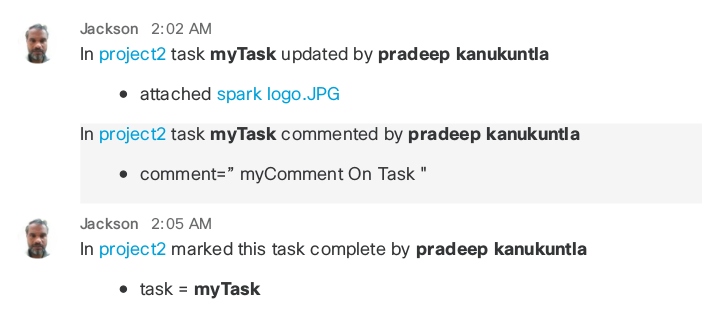 Jackson 2:02 AM
In project2 task myTask updated by pradeep kanukuntla
• attached spark logo.JPG
In project2 task myTask commented by pradeep kanukuntla
• comment=” myComment On Task "
Jackson 2:05 AM
In project2 marked this task complete by pradeep kanukuntla
• task = myTask